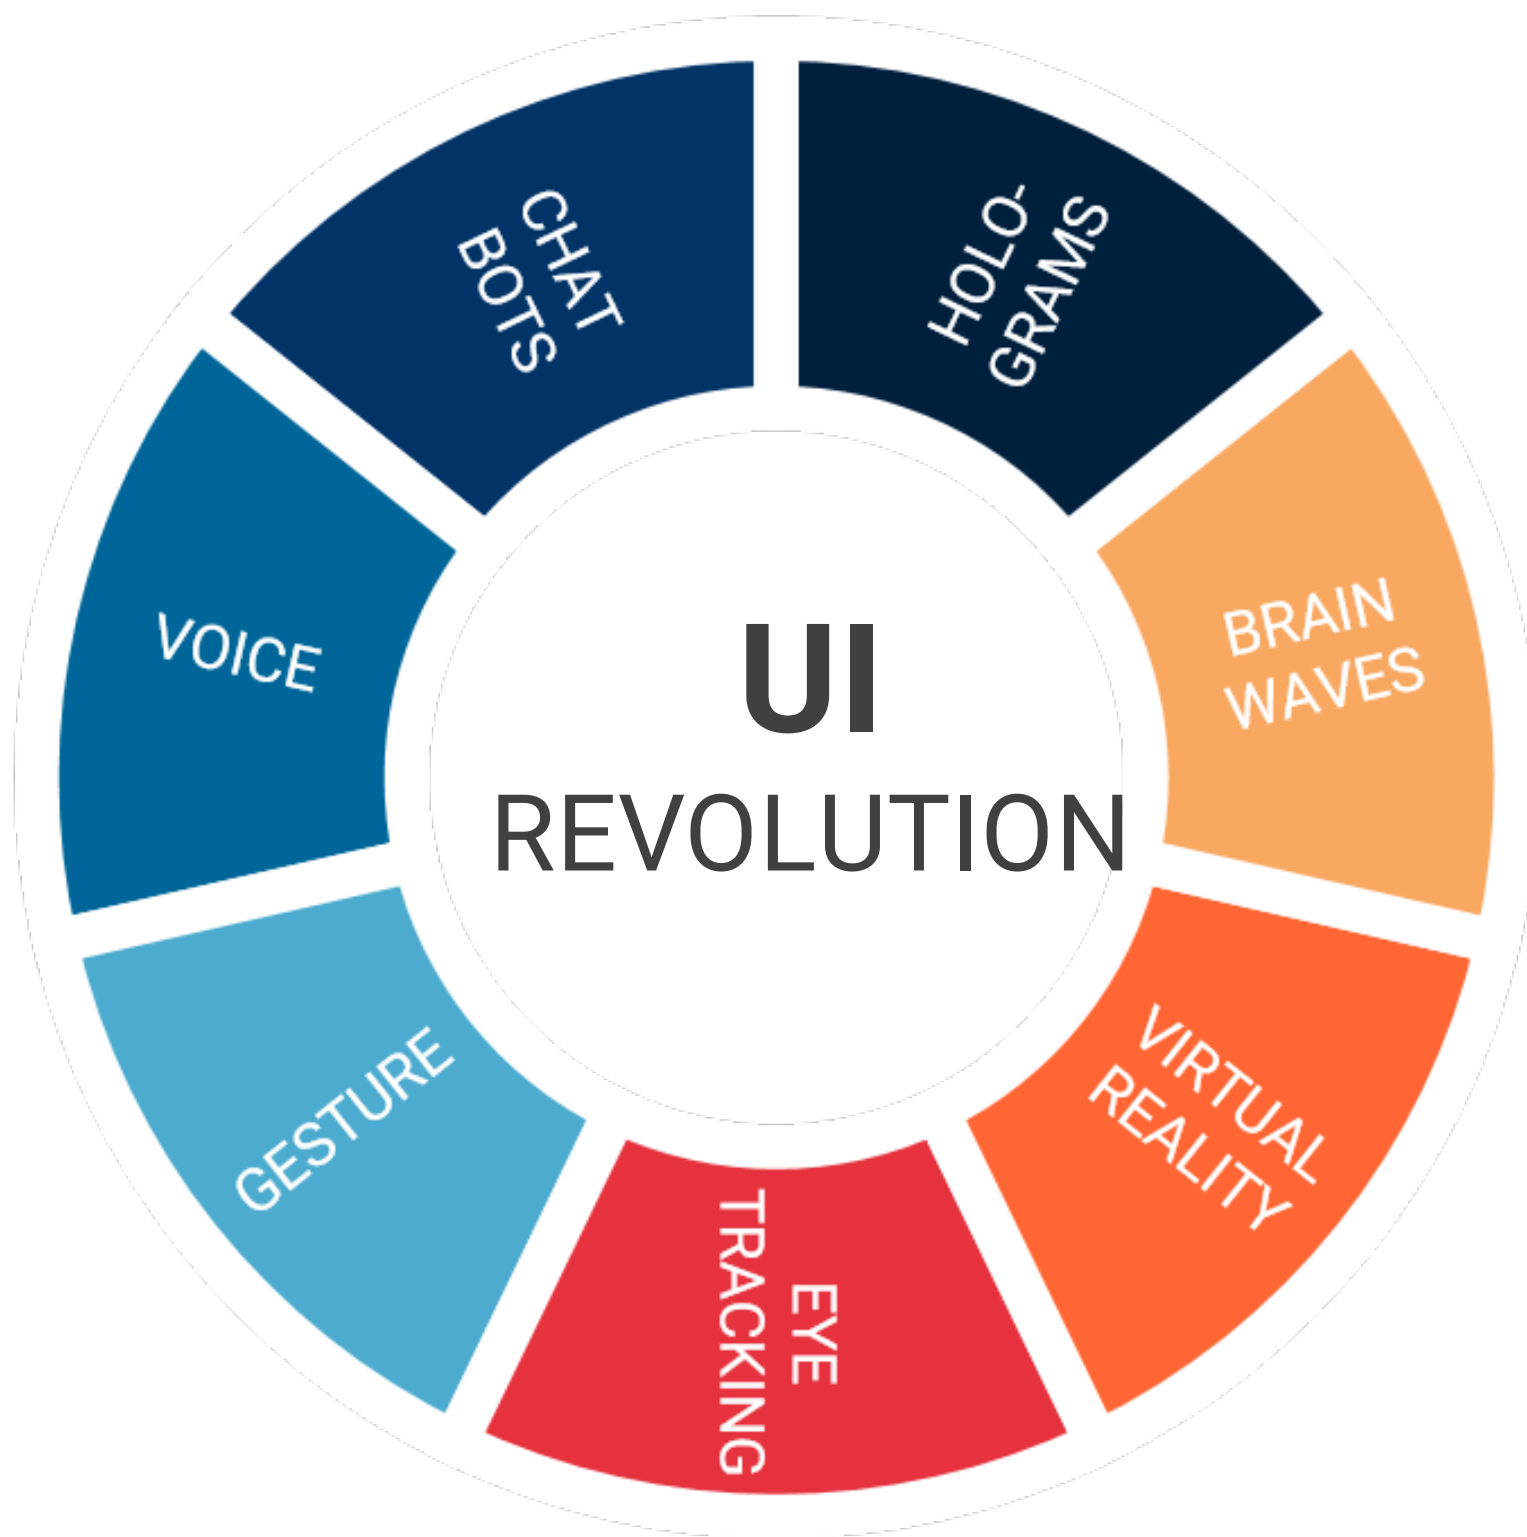 UI
REVOLUTION
HOLO-
GRAMS
BRAIN
WAVES
VIRTUAL
REALITY
EYE
TRACKING
GESTURE
VOICE
CHAT
BOTS